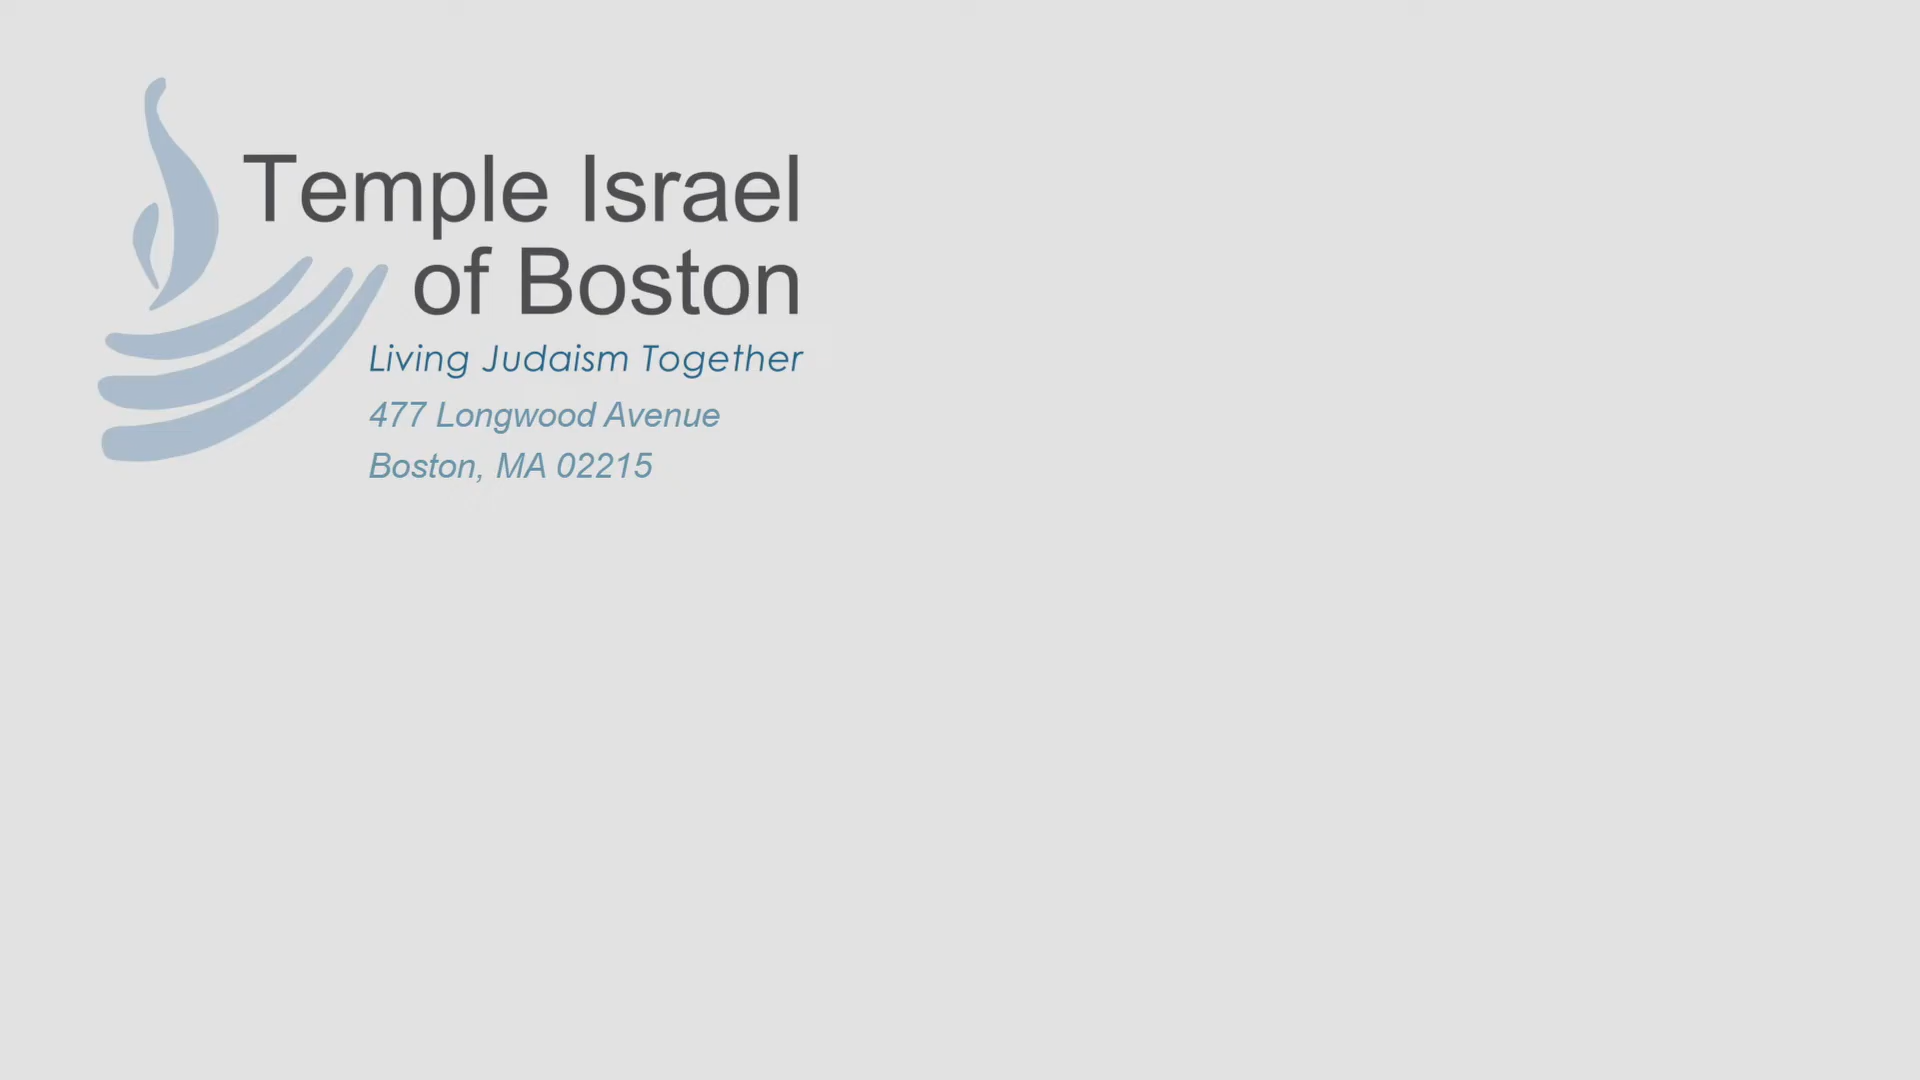 Temple Israel
of Boston
Living Judaism Together
477 Longwood Avenue
Boston, MA 02215